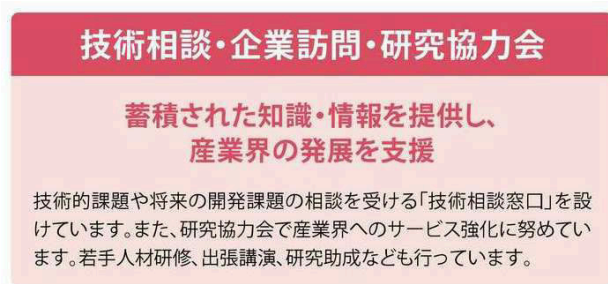 技術相談・企業訪問・研究協力会
蓄積された知識・情報を提供し、
産業界の発展を支援
技術的課題や将来の開発課題の相談を受ける「技術相談窓口」を設
けています。また、研究協力会で産業界へのサービス強化に努めてい
ます。若手人材研修、出張講演、研究助成なども行っています。